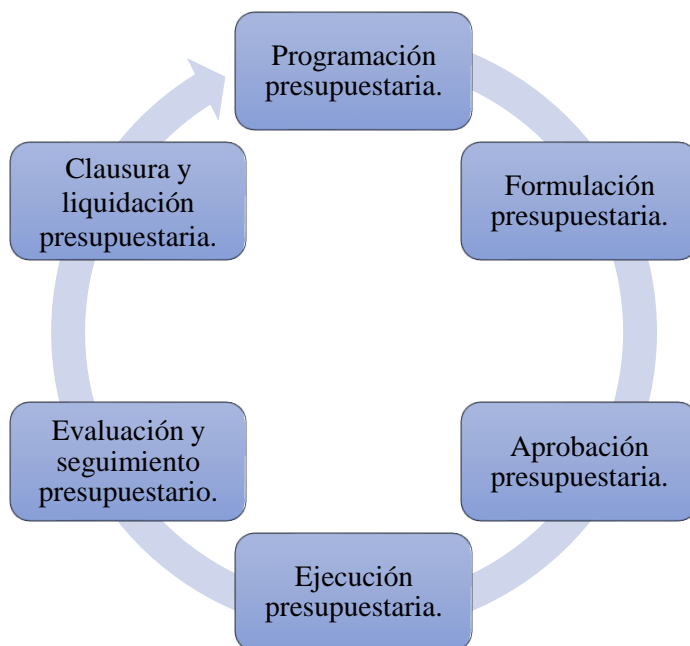 Programación
presupuestaria.
Formulación
presupuestaria.
Aprobación
presupuestaria.
Ejecución
presupuestaria.
Evaluación y
seguimiento
presupuestario.
Clausura y
liquidación
presupuestaria.